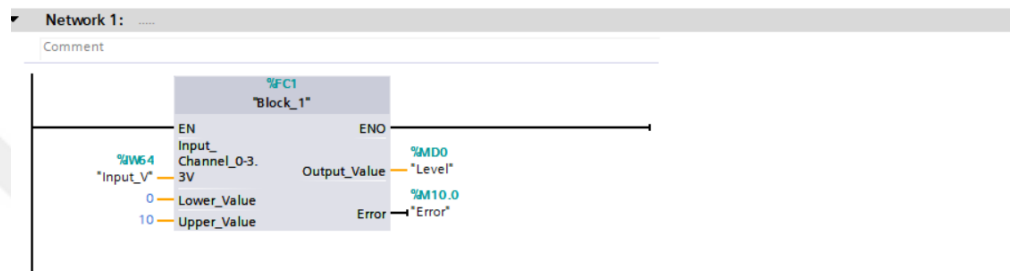 Network 1: .....
Comment
%FC1
"Block_1"
EN ENO
Input_
%IW64 Channel_0-3. %MD0
"Input_V" 3V Output_Value "Level"
0 Lower_Value %M10.0
10 Upper_Value Error "Error"